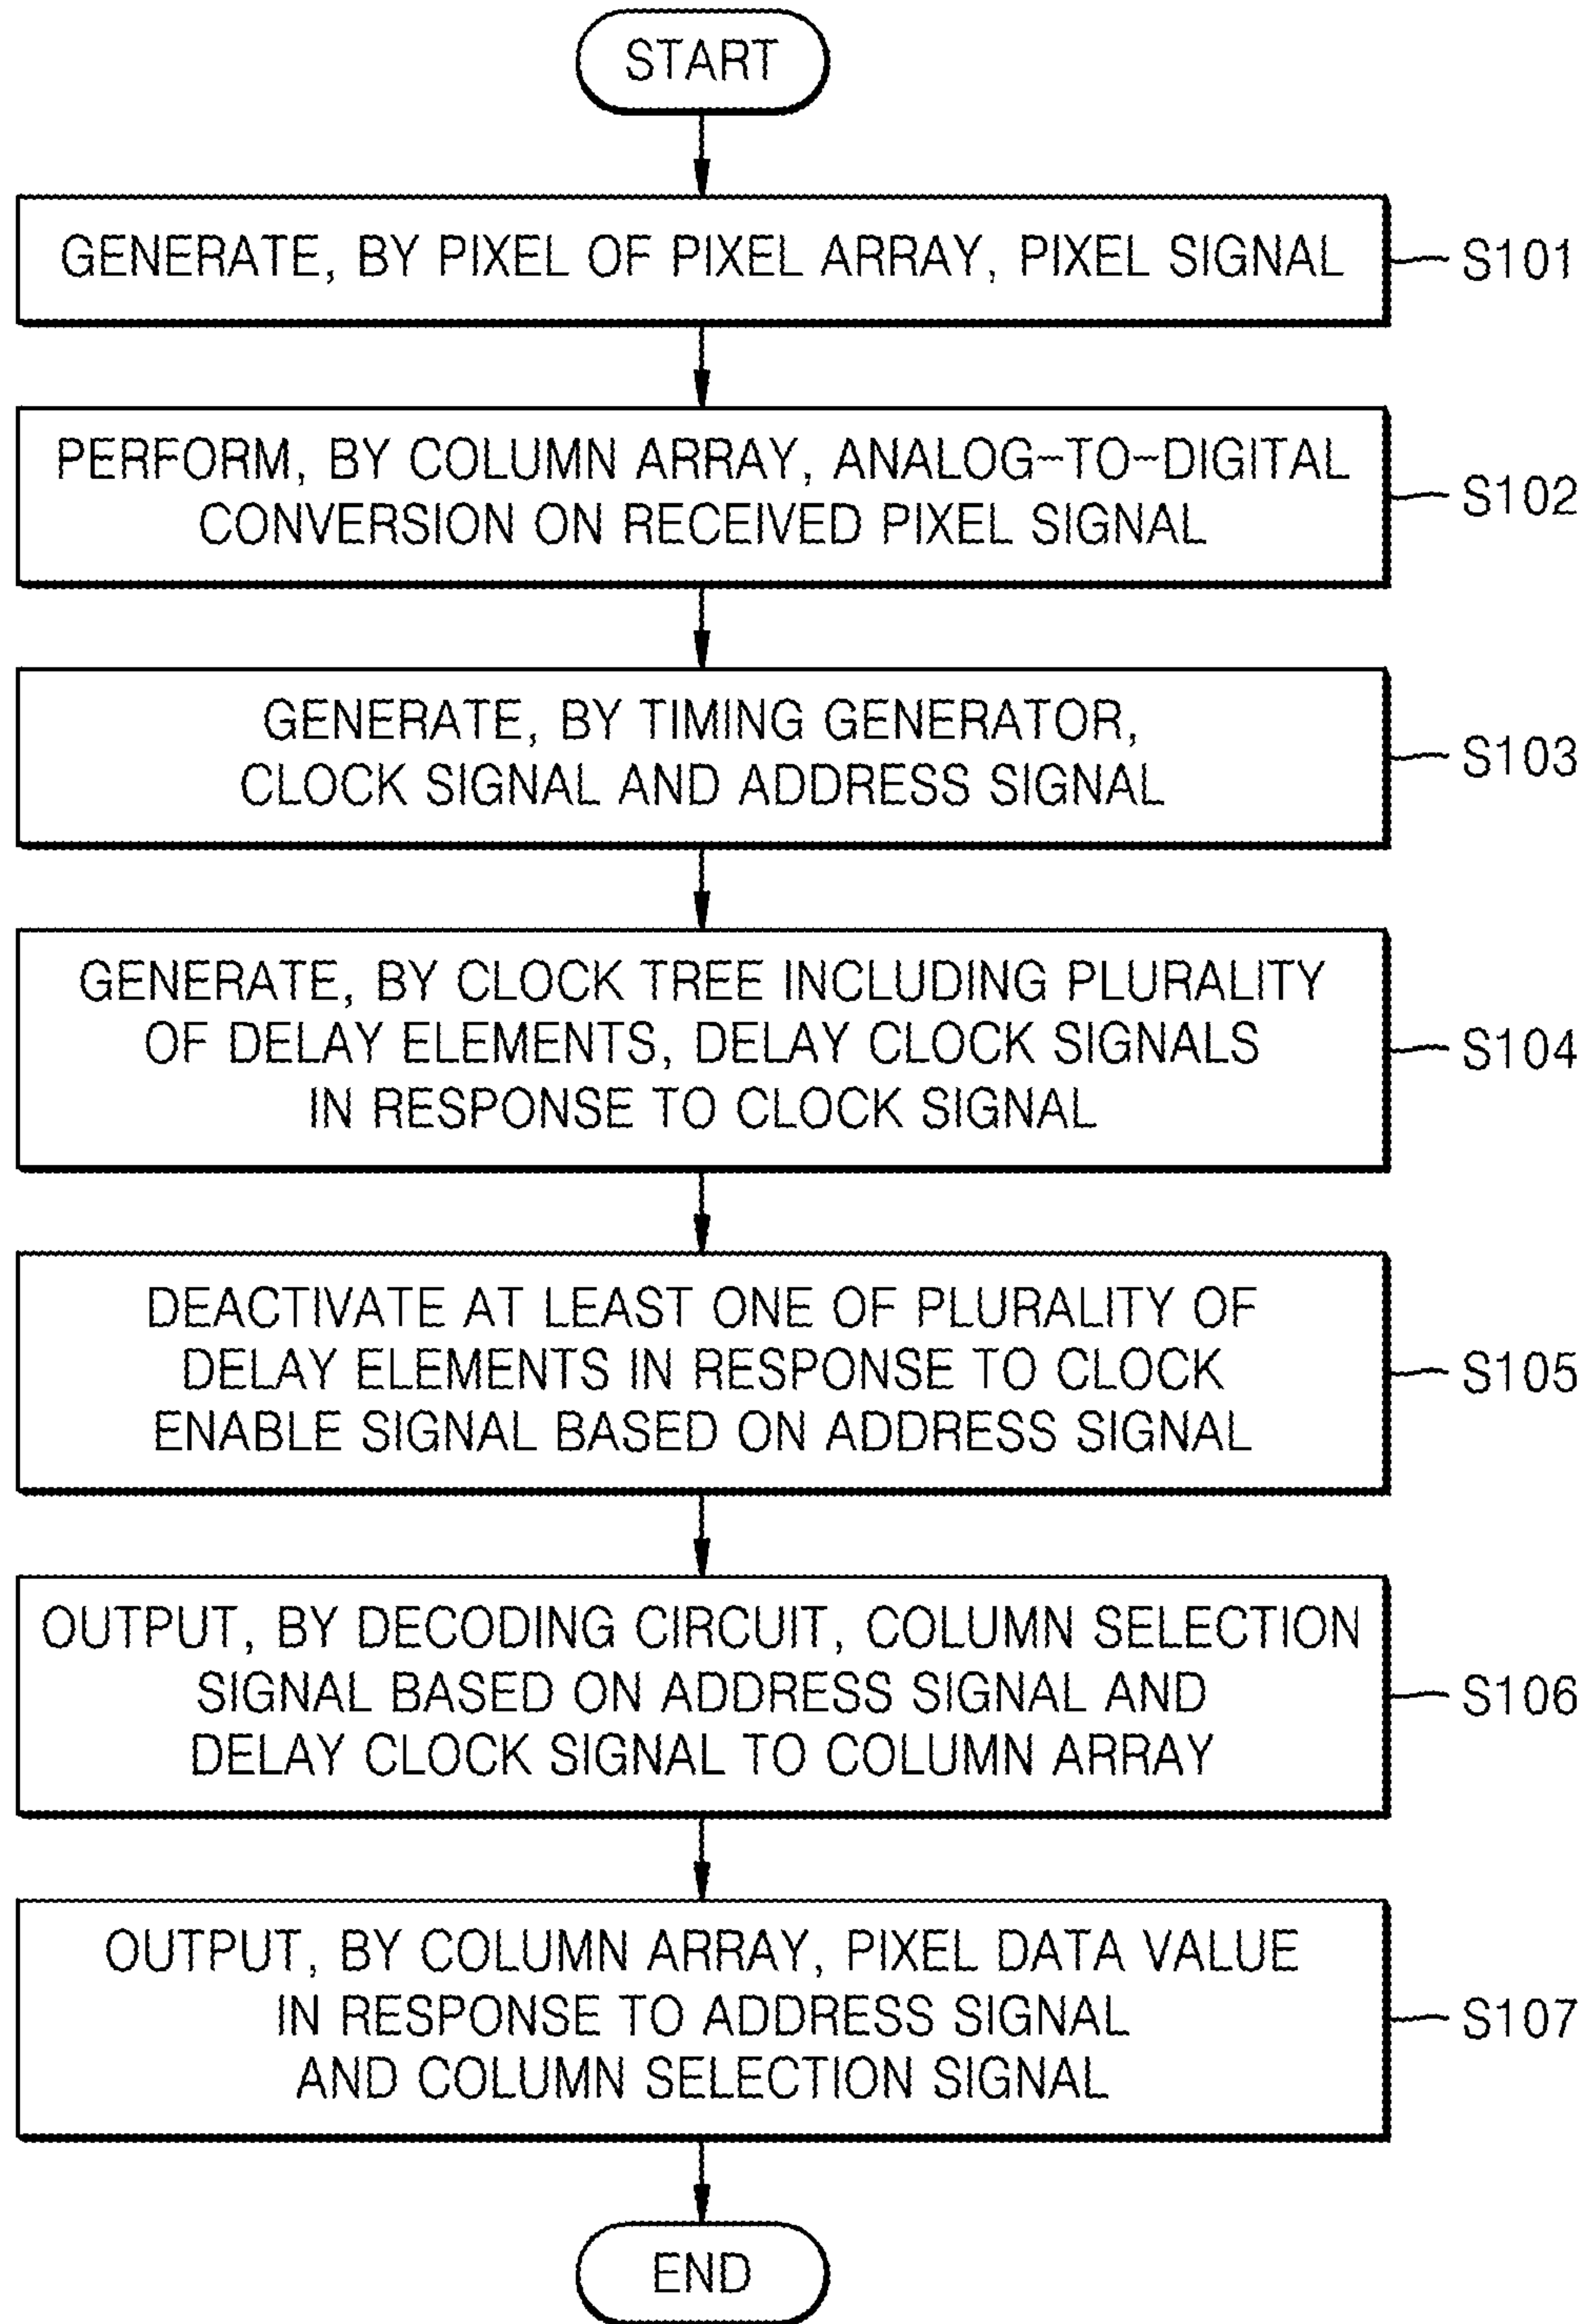 START
GENERATE, BY PIXEL OF PIXEL ARRAY, PIXEL SIGNAL
S101
PERFORM, BY COLUMN ARRAY, ANALOG-TO-DIGITAL
CONVERSION ON RECEIVED PIXEL SIGNAL
S102
GENERATE, BY TIMING GENERATOR,
CLOCK SIGNAL AND ADDRESS SIGNAL
S103
GENERATE, BY CLOCK TREE INCLUDING PLURALITY
OF DELAY ELEMENTS, DELAY CLOCK SIGNALS
IN RESPONSE TO CLOCK SIGNAL
S104
DEACTIVATE AT LEAST ONE OF PLURALITY OF
DELAY ELEMENTS IN RESPONSE TO CLOCK
ENABLE SIGNAL BASED ON ADDRESS SIGNAL
S105
OUTPUT, BY DECODING CIRCUIT, COLUMN SELECTION
SIGNAL BASED ON ADDRESS SIGNAL AND
DELAY CLOCK SIGNAL TO COLUMN ARRAY
S106
OUTPUT, BY COLUMN ARRAY, PIXEL DATA VALUE
IN RESPONSE TO ADDRESS SIGNAL
AND COLUMN SELECTION SIGNAL
S107
END